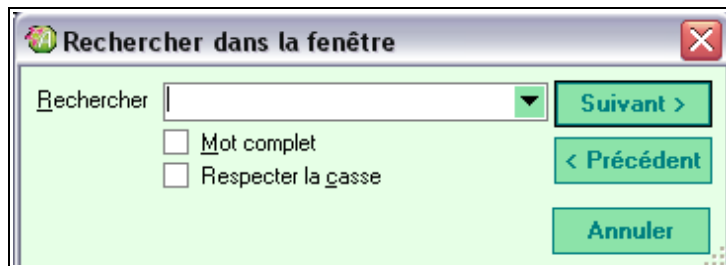 Rechercher dans la fenêtre
Rechercher
Suivant >
Mot complet
< Précédent
Respecter la casse
Annuler